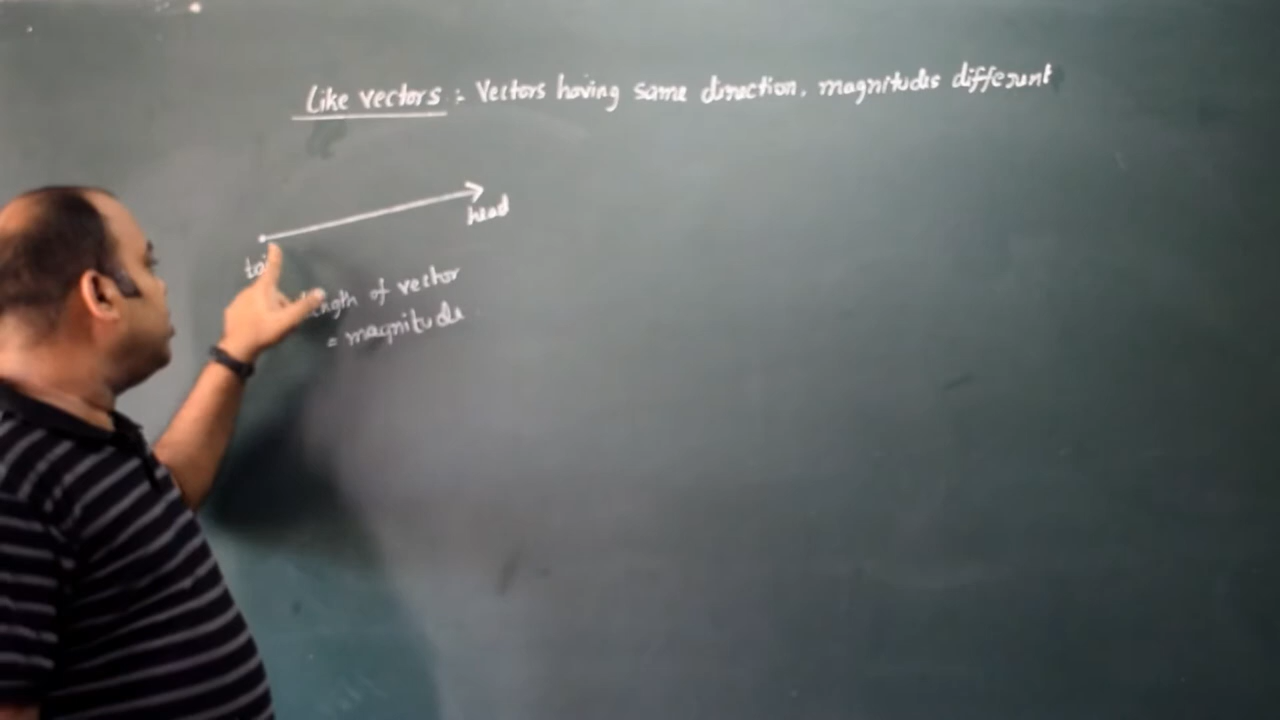 Like vectors : Vectors having same direction, magnitudes different
head
of vector
= magnitude